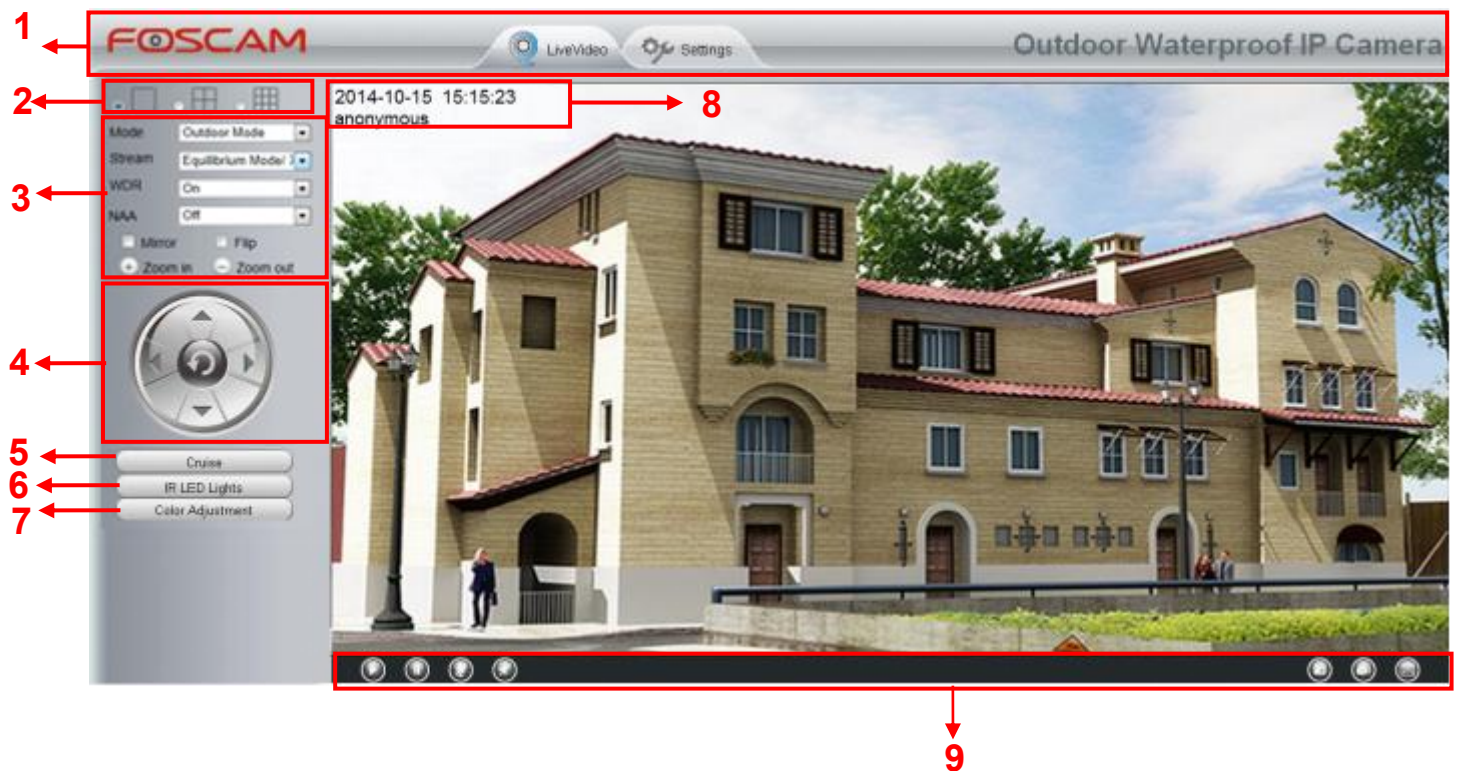 1
FOSCAM
LiveVideo
Settings
Outdoor Waterproof IP Camera
2
2014-10-15 15:15:23
anonymous
8
3
Mode Outdoor Mode
Stream Equilibrium Mode/
WDR On
NAA Off
Mirror Flip
+ Zoom in − Zoom out
4
5
Cruise
6
IR LED Lights
7
Color Adjustment
9